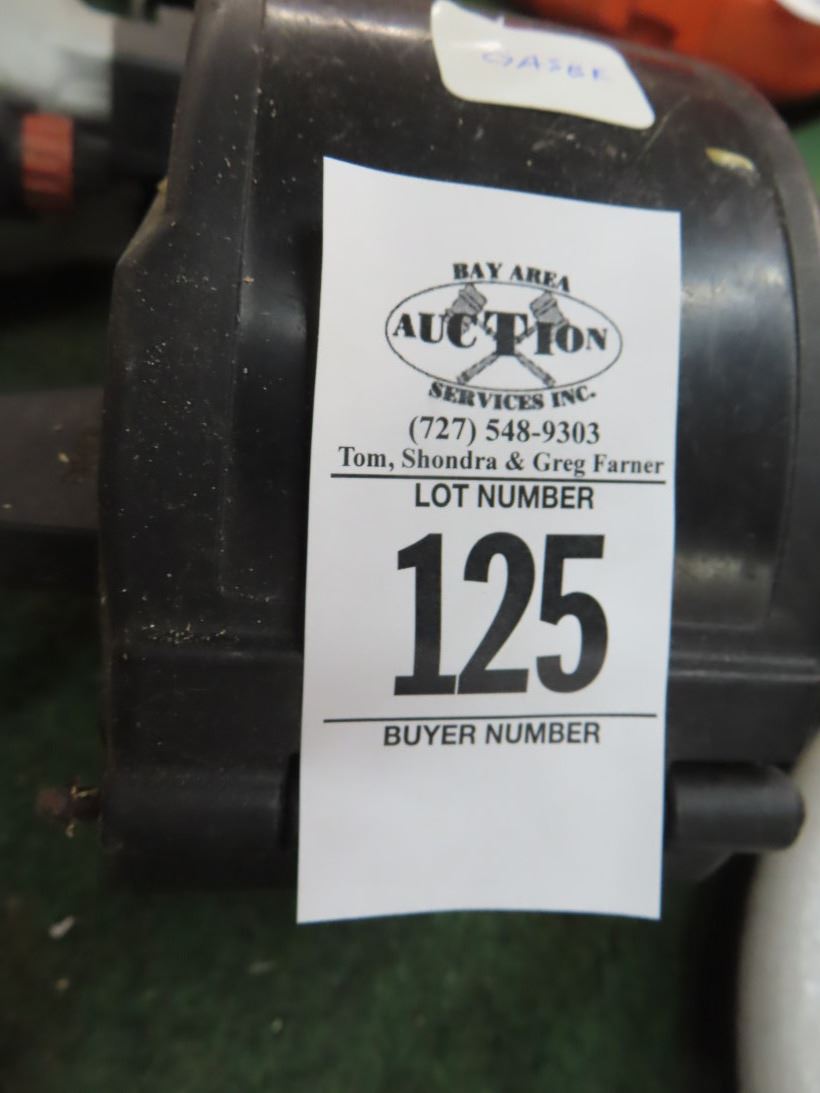 BAY AREA
AUCTION
SERVICES INC.
(727) 548-9303
Tom, Shondra & Greg Farner
LOT NUMBER
125
BUYER NUMBER